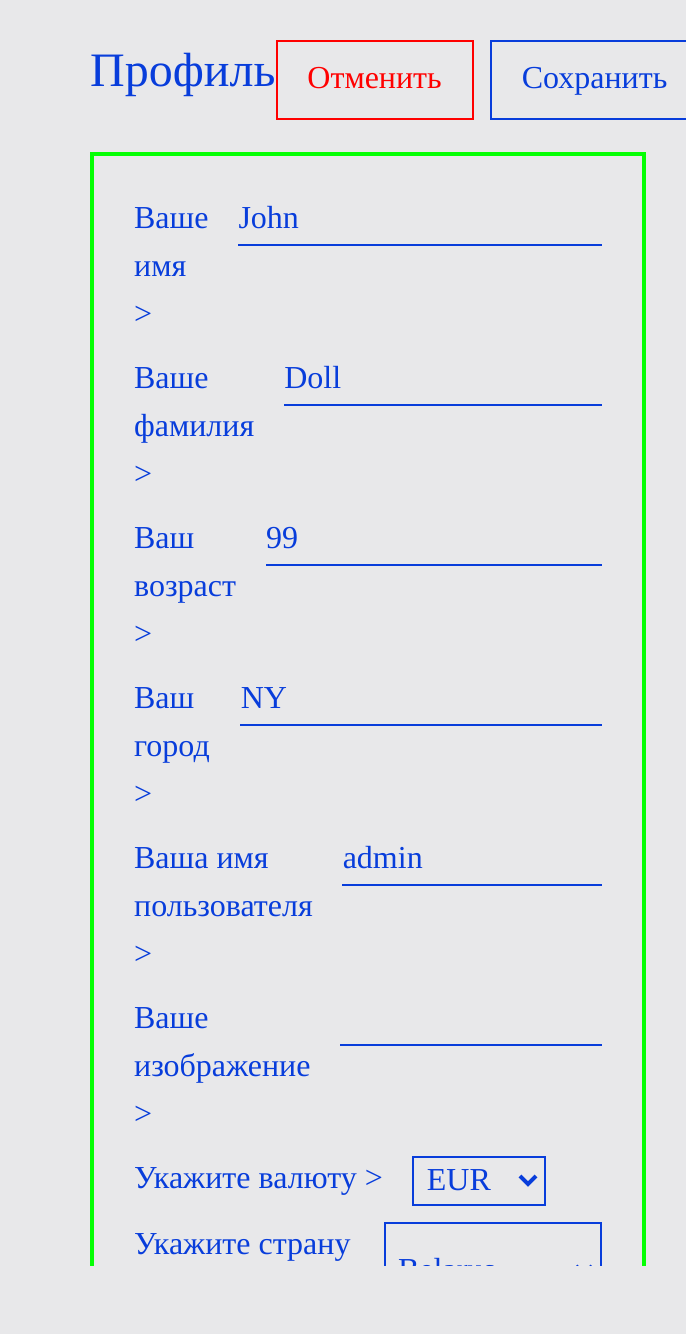 Профиль Отменить Сохранить
Ваше John
имя
>
Ваше Doll
фамилия
>
Ваш 99
возраст
>
Ваш NY
город
>
Ваша имя admin
пользователя
>
Ваше
изображение
>
Укажите валюту > EUR
Укажите страну